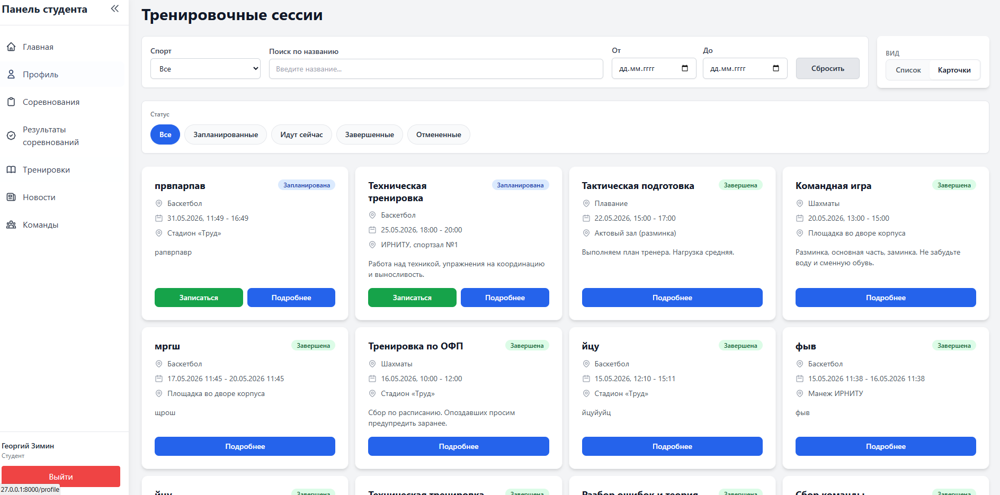 Панель студента
Главная
Профиль
Соревнования
Результаты
соревнований
Тренировки
Новости
Команды
Георгий Зимин
Студент
Выйти
27.0.0.1:8000/profile
Тренировочные сессии
Спорт
Все
Поиск по названию
Введите название...
От
дд.мм.гггг
До
дд.мм.гггг
Сбросить
ВИД
Список Карточки
Статус
Все Запланированные Идут сейчас Завершенные Отмененные
првпарпав Запланирована
Баскетбол
31.05.2026, 11:49 - 16:49
Стадион «Труд»
рапврпавр
Записаться Подробнее
Техническая Запланирована
тренировка
Баскетбол
25.05.2026, 18:00 - 20:00
ИРНИТУ, спортзал №1
Работа над техникой, упражнения на координацию
и выносливость.
Записаться Подробнее
Тактическая подготовка Завершена
Плавание
22.05.2026, 15:00 - 17:00
Актовый зал (разминка)
Выполняем план тренера. Нагрузка средняя.
Подробнее
Командная игра Завершена
Шахматы
20.05.2026, 13:00 - 15:00
Площадка во дворе корпуса
Разминка, основная часть, заминка. Не забудьте
воду и сменную обувь.
Подробнее
мргш Завершена
Баскетбол
17.05.2026 11:45 - 20.05.2026 11:45
Площадка во дворе корпуса
щрош
Подробнее
Тренировка по ОФП Завершена
Шахматы
16.05.2026, 10:00 - 12:00
Стадион «Труд»
Сбор по расписанию. Опоздавших просим
предупредить заранее.
Подробнее
йцу Завершена
Баскетбол
15.05.2026, 12:10 - 15:11
Стадион «Труд»
йцуйуйц
Подробнее
фыв Завершена
Баскетбол
15.05.2026 11:38 - 16.05.2026 11:38
Манеж ИРНИТУ
фыв
Подробнее
йцу Завершена
Техническая тренировка Завершена
Разбор ошибок и теория Завершена
Сбор команды Завершена